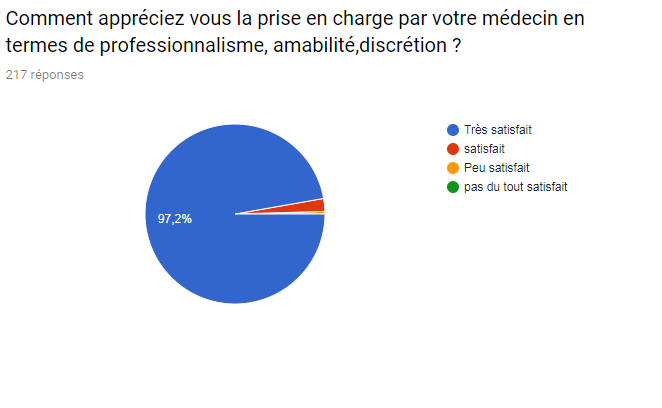 Comment appréciez vous la prise en charge par votre médecin en
termes de professionnalisme, amabilité,discrétion ?
217 réponses
Très satisfait
satisfait
Peu satisfait
pas du tout satisfait
97,2%